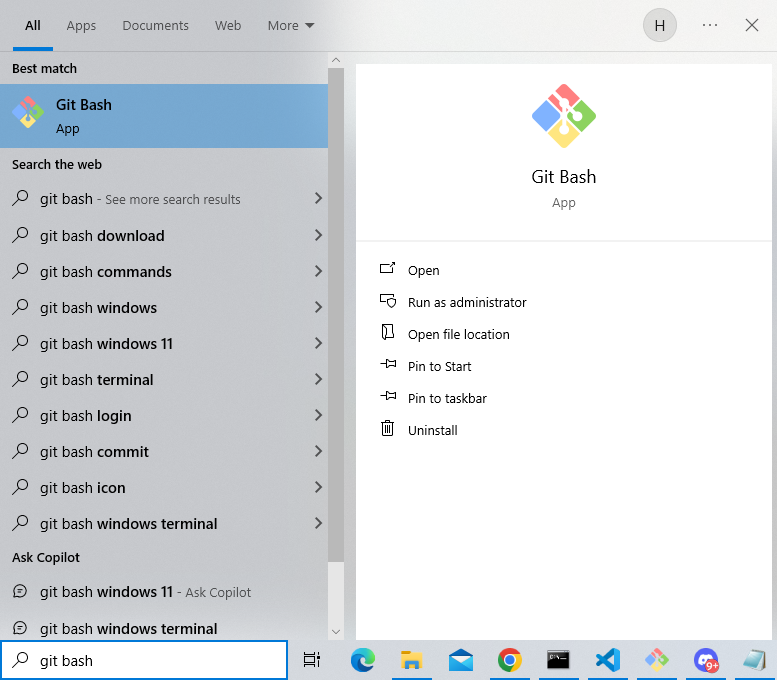 All Apps Documents Web More H
Best match
Git Bash
App
Search the web
git bash - See more search results
git bash download
git bash commands
git bash windows
git bash windows 11
git bash terminal
git bash login
git bash commit
git bash icon
git bash windows terminal
Ask Copilot
git bash windows 11 - Ask Copilot
git bash windows terminal
Git Bash
App
Open
Run as administrator
Open file location
Pin to Start
Pin to taskbar
Uninstall
git bash
9+